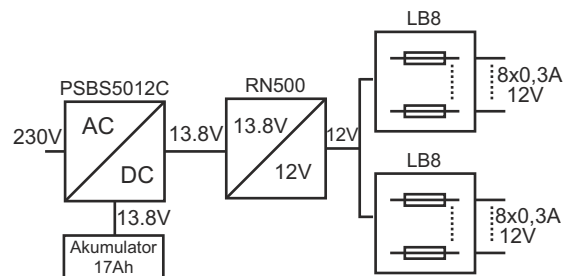 LB8
8x0,3A
12V
PSBS5012C
RN500
AC
DC
230V
13.8V
13.8V
12V
12V
13.8V
Akumulator
17Ah
LB8
8x0,3A
12V